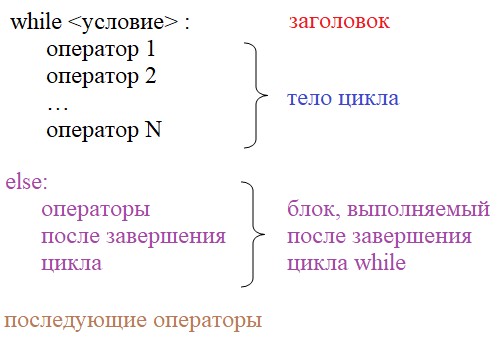 while <условие> :
заголовок
оператор 1
оператор 2
…
оператор N
тело цикла
else:
операторы
после завершения
цикла
блок, выполняемый
после завершения
цикла while
последующие операторы